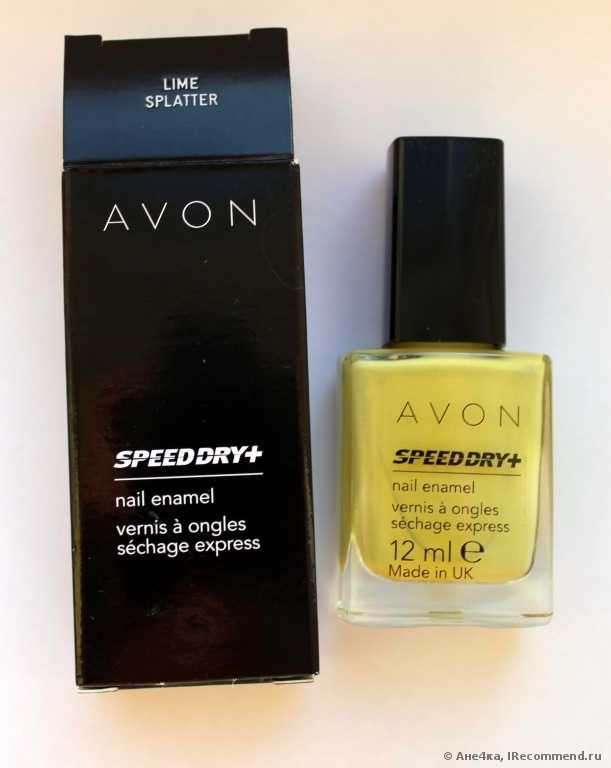 LIME
SPLATTER
AVON
SPEED DRY+
nail enamel
vernis à ongles
séchage express
AVON
SPEED DRY+
nail enamel
vernis à ongles
séchage express
12 ml ℮
Made in UK
© Ане4ка, IRecommend.ru